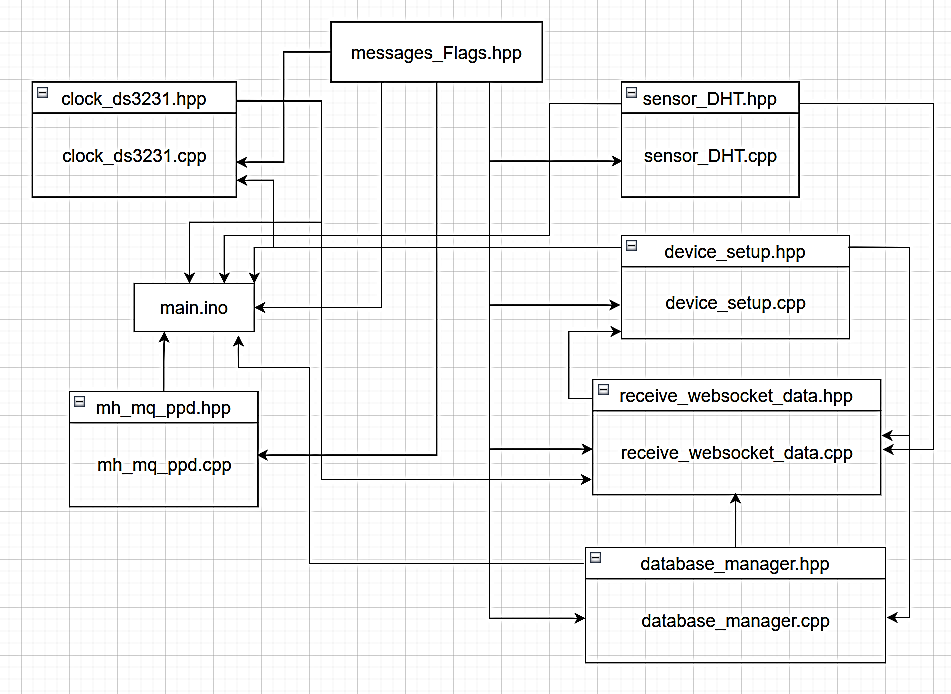 messages_Flags.hpp
clock_ds3231.hpp
clock_ds3231.cpp
sensor_DHT.hpp
sensor_DHT.cpp
device_setup.hpp
device_setup.cpp
main.ino
receive_websocket_data.hpp
receive_websocket_data.cpp
mh_mq_ppd.hpp
mh_mq_ppd.cpp
database_manager.hpp
database_manager.cpp